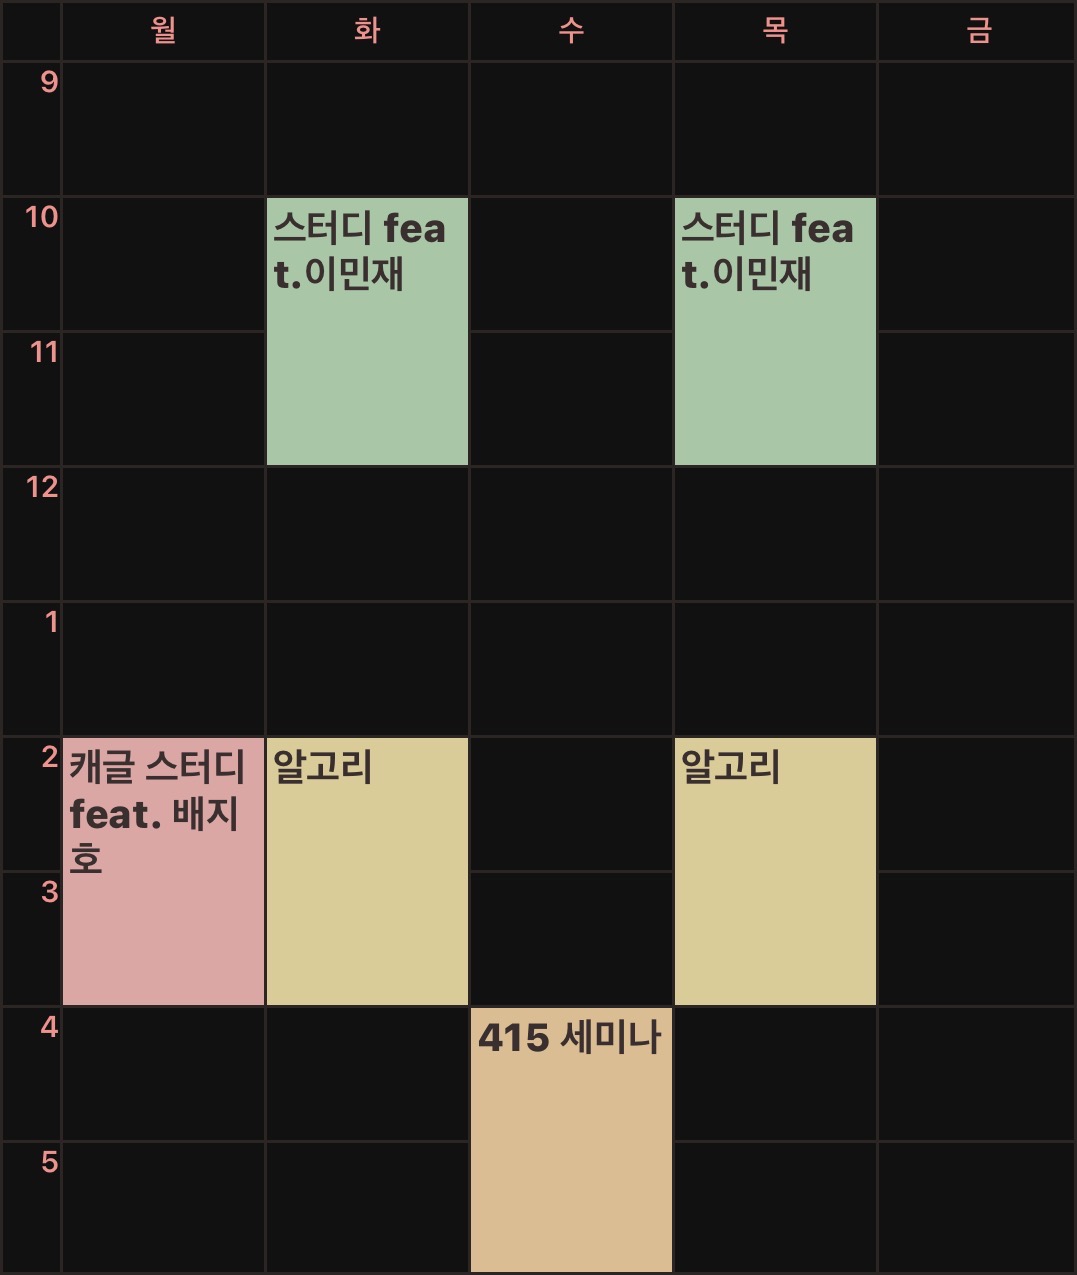 월 화 수 목 금
9
10
스터디 fea
t.이민재
스터디 fea
t.이민재
11
12
1
2
캐글 스터디
feat. 배지
호
알고리
알고리
3
4
415 세미나
5